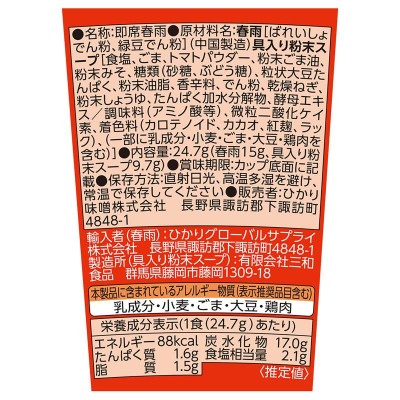 ●名称:即席春雨●原材料名:春雨[ばれいしょ
でん粉、緑豆でん粉](中国製造)具入り粉末ス
ープ[食塩、ごま、トマトパウダー、粉末ごま油、
粉末みそ、糖類(砂糖、ぶどう糖)、粒状大豆た
んぱく、粉末油脂、香辛料、でん粉、乾燥ねぎ、
粉末しょうゆ、たんぱく加水分解物、酵母エキ
ス／調味料(アミノ酸等)、微粒二酸化ケイ
素、着色料(カロテノイド、カカオ、紅麹、ラッ
ク)、(一部に乳成分・小麦・ごま・大豆・鶏肉を
含む)]●内容量:24.7g(春雨15g、具入り粉
末スープ9.7g)●賞味期限:カップ底面に記
載●保存方法:直射日光、高温多湿を避け、
常温で保存してください●販売者:ひかり
味噌株式会社 長野県諏訪郡下諏訪町
4848-1
輸入者(春雨):ひかりグローバルサプライ
株式会社 長野県諏訪郡下諏訪町4848-1
製造所(具入り粉末スープ):有限会社三和
食品 群馬県藤岡市藤岡1309-18
本製品に含まれているアレルギー物質(表示推奨品目含む)
乳成分・小麦・ごま・大豆・鶏肉
栄養成分表示(1食(24.7g)あたり)
エネルギー88kcal 炭水化物 17.0g
たんぱく質 1.6g 食塩相当量 2.1g
脂質 1.5g 〈推定値〉